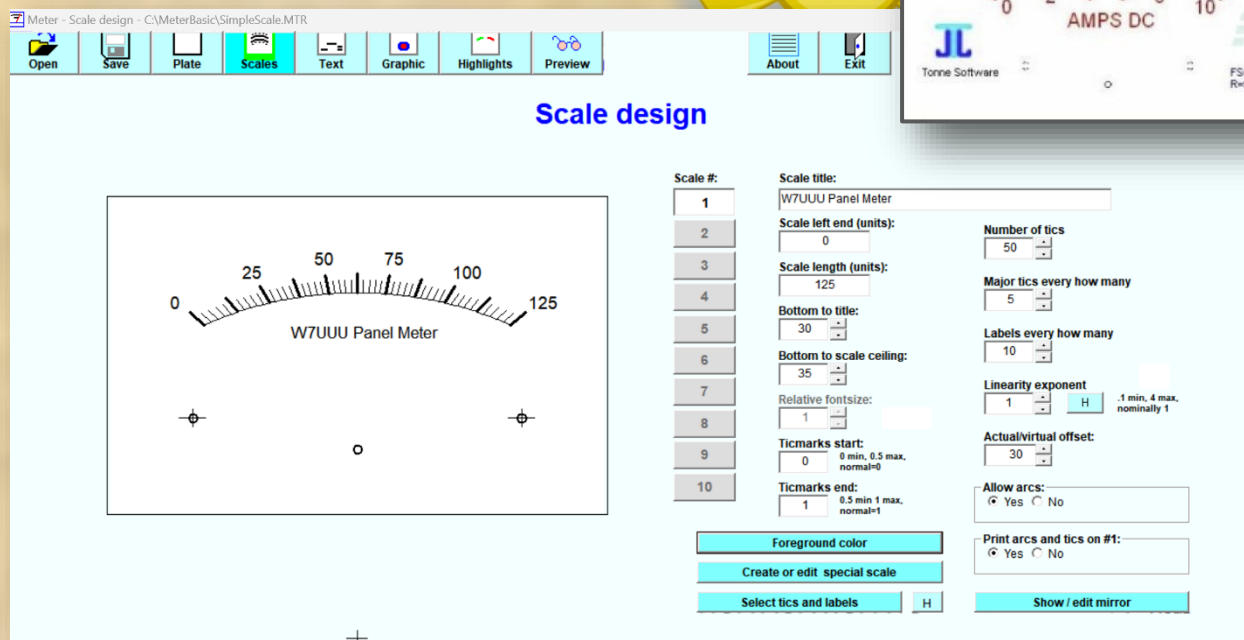 Meter - Scale design - C:\MeterBasic\SimpleScale.MTR
Open Save Plate Scales Text Graphic Highlights Preview About Exit
0 10
AMPS DC
JL
Tonne Software
Scale design
Scale #:
1
2
3
4
5
6
7
8
9
10
0 25 50 75 100 125
W7UUU Panel Meter
Scale title:
W7UUU Panel Meter
Scale left end (units):
0
Scale length (units):
125
Bottom to title:
30
Bottom to scale ceiling:
35
Relative fontsize:
1
Ticmarks start:
0 0 min, 0.5 max,
normal=0
Ticmarks end:
1 0.5 min 1 max,
normal=1
Number of tics
50
Major tics every how many
5
Labels every how many
10
Linearity exponent
1 H .1 min, 4 max,
nominally 1
Actual/virtual offset:
30
Allow arcs:
Yes No
Print arcs and tics on #1:
Yes No
Foreground color
Create or edit special scale
Select tics and labels H
Show / edit mirror